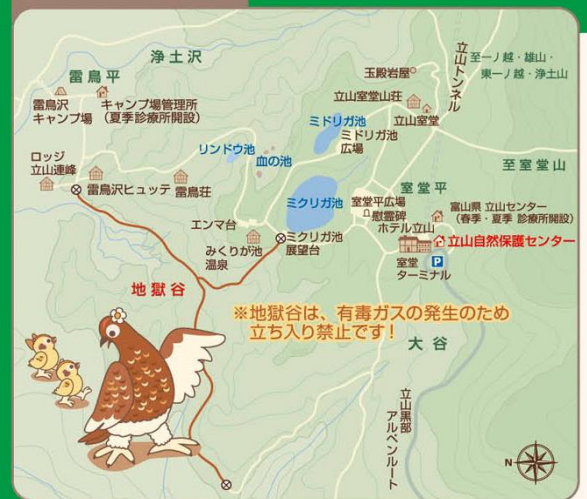 浄土沢
雷鳥平
雷鳥沢
キャンプ場
キャンプ場管理所
（夏季診療所開設）
玉殿岩屋
立山トンネル
至一ノ越・雄山・
東一ノ越・浄土山
立山室堂山荘
立山室堂
ミドリガ池
ミドリガ池
広場
リンドウ池
血の池
ロッジ
立山連峰
雷鳥沢ヒュッテ
雷鳥荘
至室堂山
室堂平
ミクリガ池
室堂平広場
慰霊碑
富山県 立山センター
（春季・夏季 診療所開設）
ホテル立山
立山自然保護センター
エンマ台
みくりが池
温泉
ミクリガ池
展望台
室堂
ターミナル
P
地獄谷
※地獄谷は、有毒ガスの発生のため
立ち入り禁止です！
大谷
立山黒部
アルペンルート
N